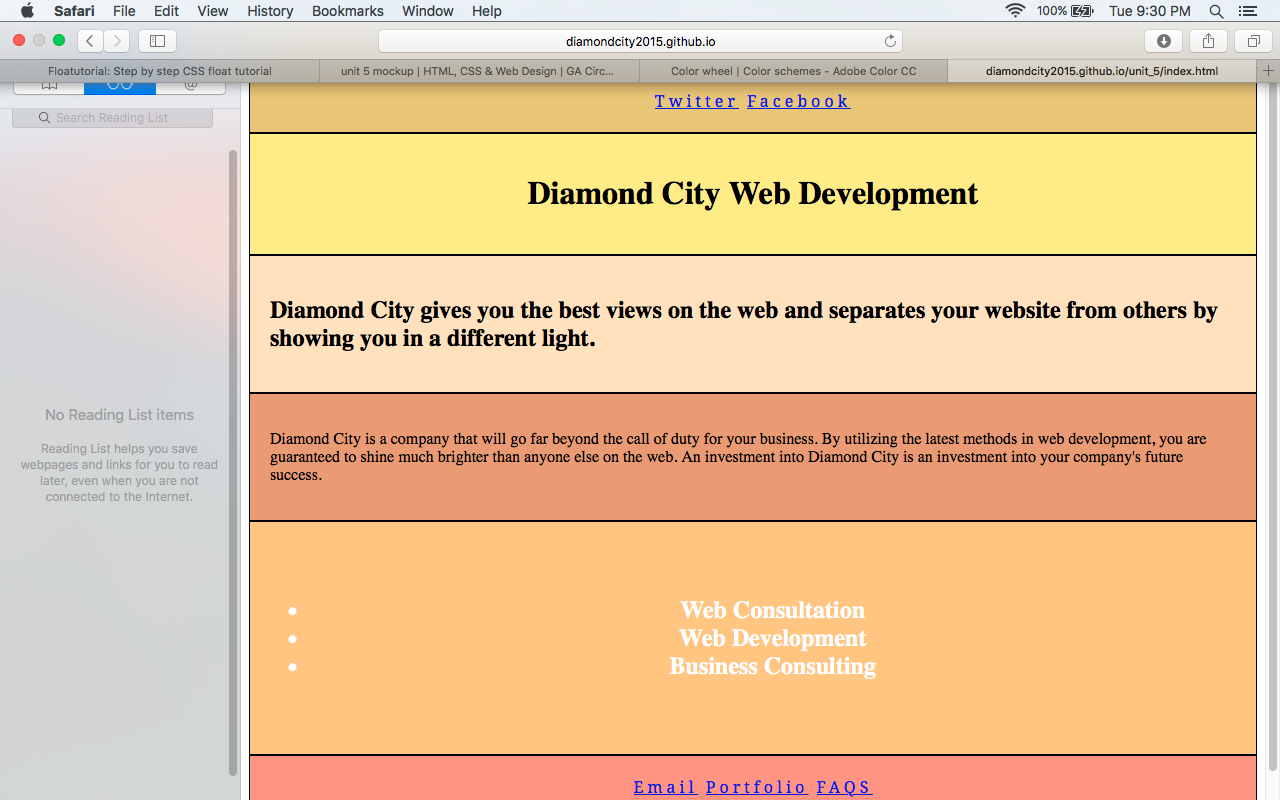 Safari File Edit View History Bookmarks Window Help 100% Tue 9:30 PM
diamondcity2015.github.io
Floatutorial: Step by step CSS float tutorial
unit 5 mockup | HTML, CSS & Web Design | GA Circ...
Color wheel | Color schemes - Adobe Color CC
diamondcity2015.github.io/unit_5/index.html
Search Reading List
No Reading List items
Reading List helps you save
webpages and links for you to read
later, even when you are not
connected to the Internet.
Twitter Facebook
Diamond City Web Development
Diamond City gives you the best views on the web and separates your website from others by
showing you in a different light.
Diamond City is a company that will go far beyond the call of duty for your business. By utilizing the latest methods in web development, you are
guaranteed to shine much brighter than anyone else on the web. An investment into Diamond City is an investment into your company's future
success.
Web Consultation
Web Development
Business Consulting
Email Portfolio FAQS